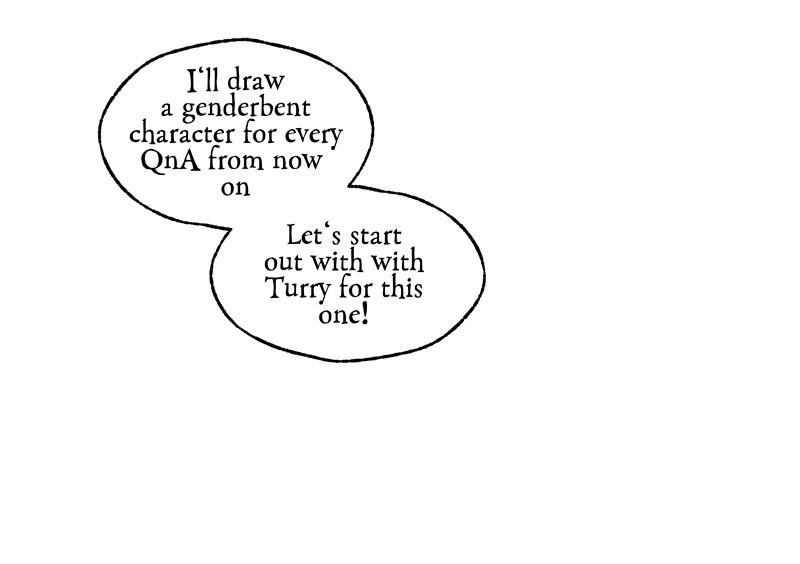 I'll draw
a genderbent
character for every
QnA from now
on
Let's start
out with with
Turry for this
one!